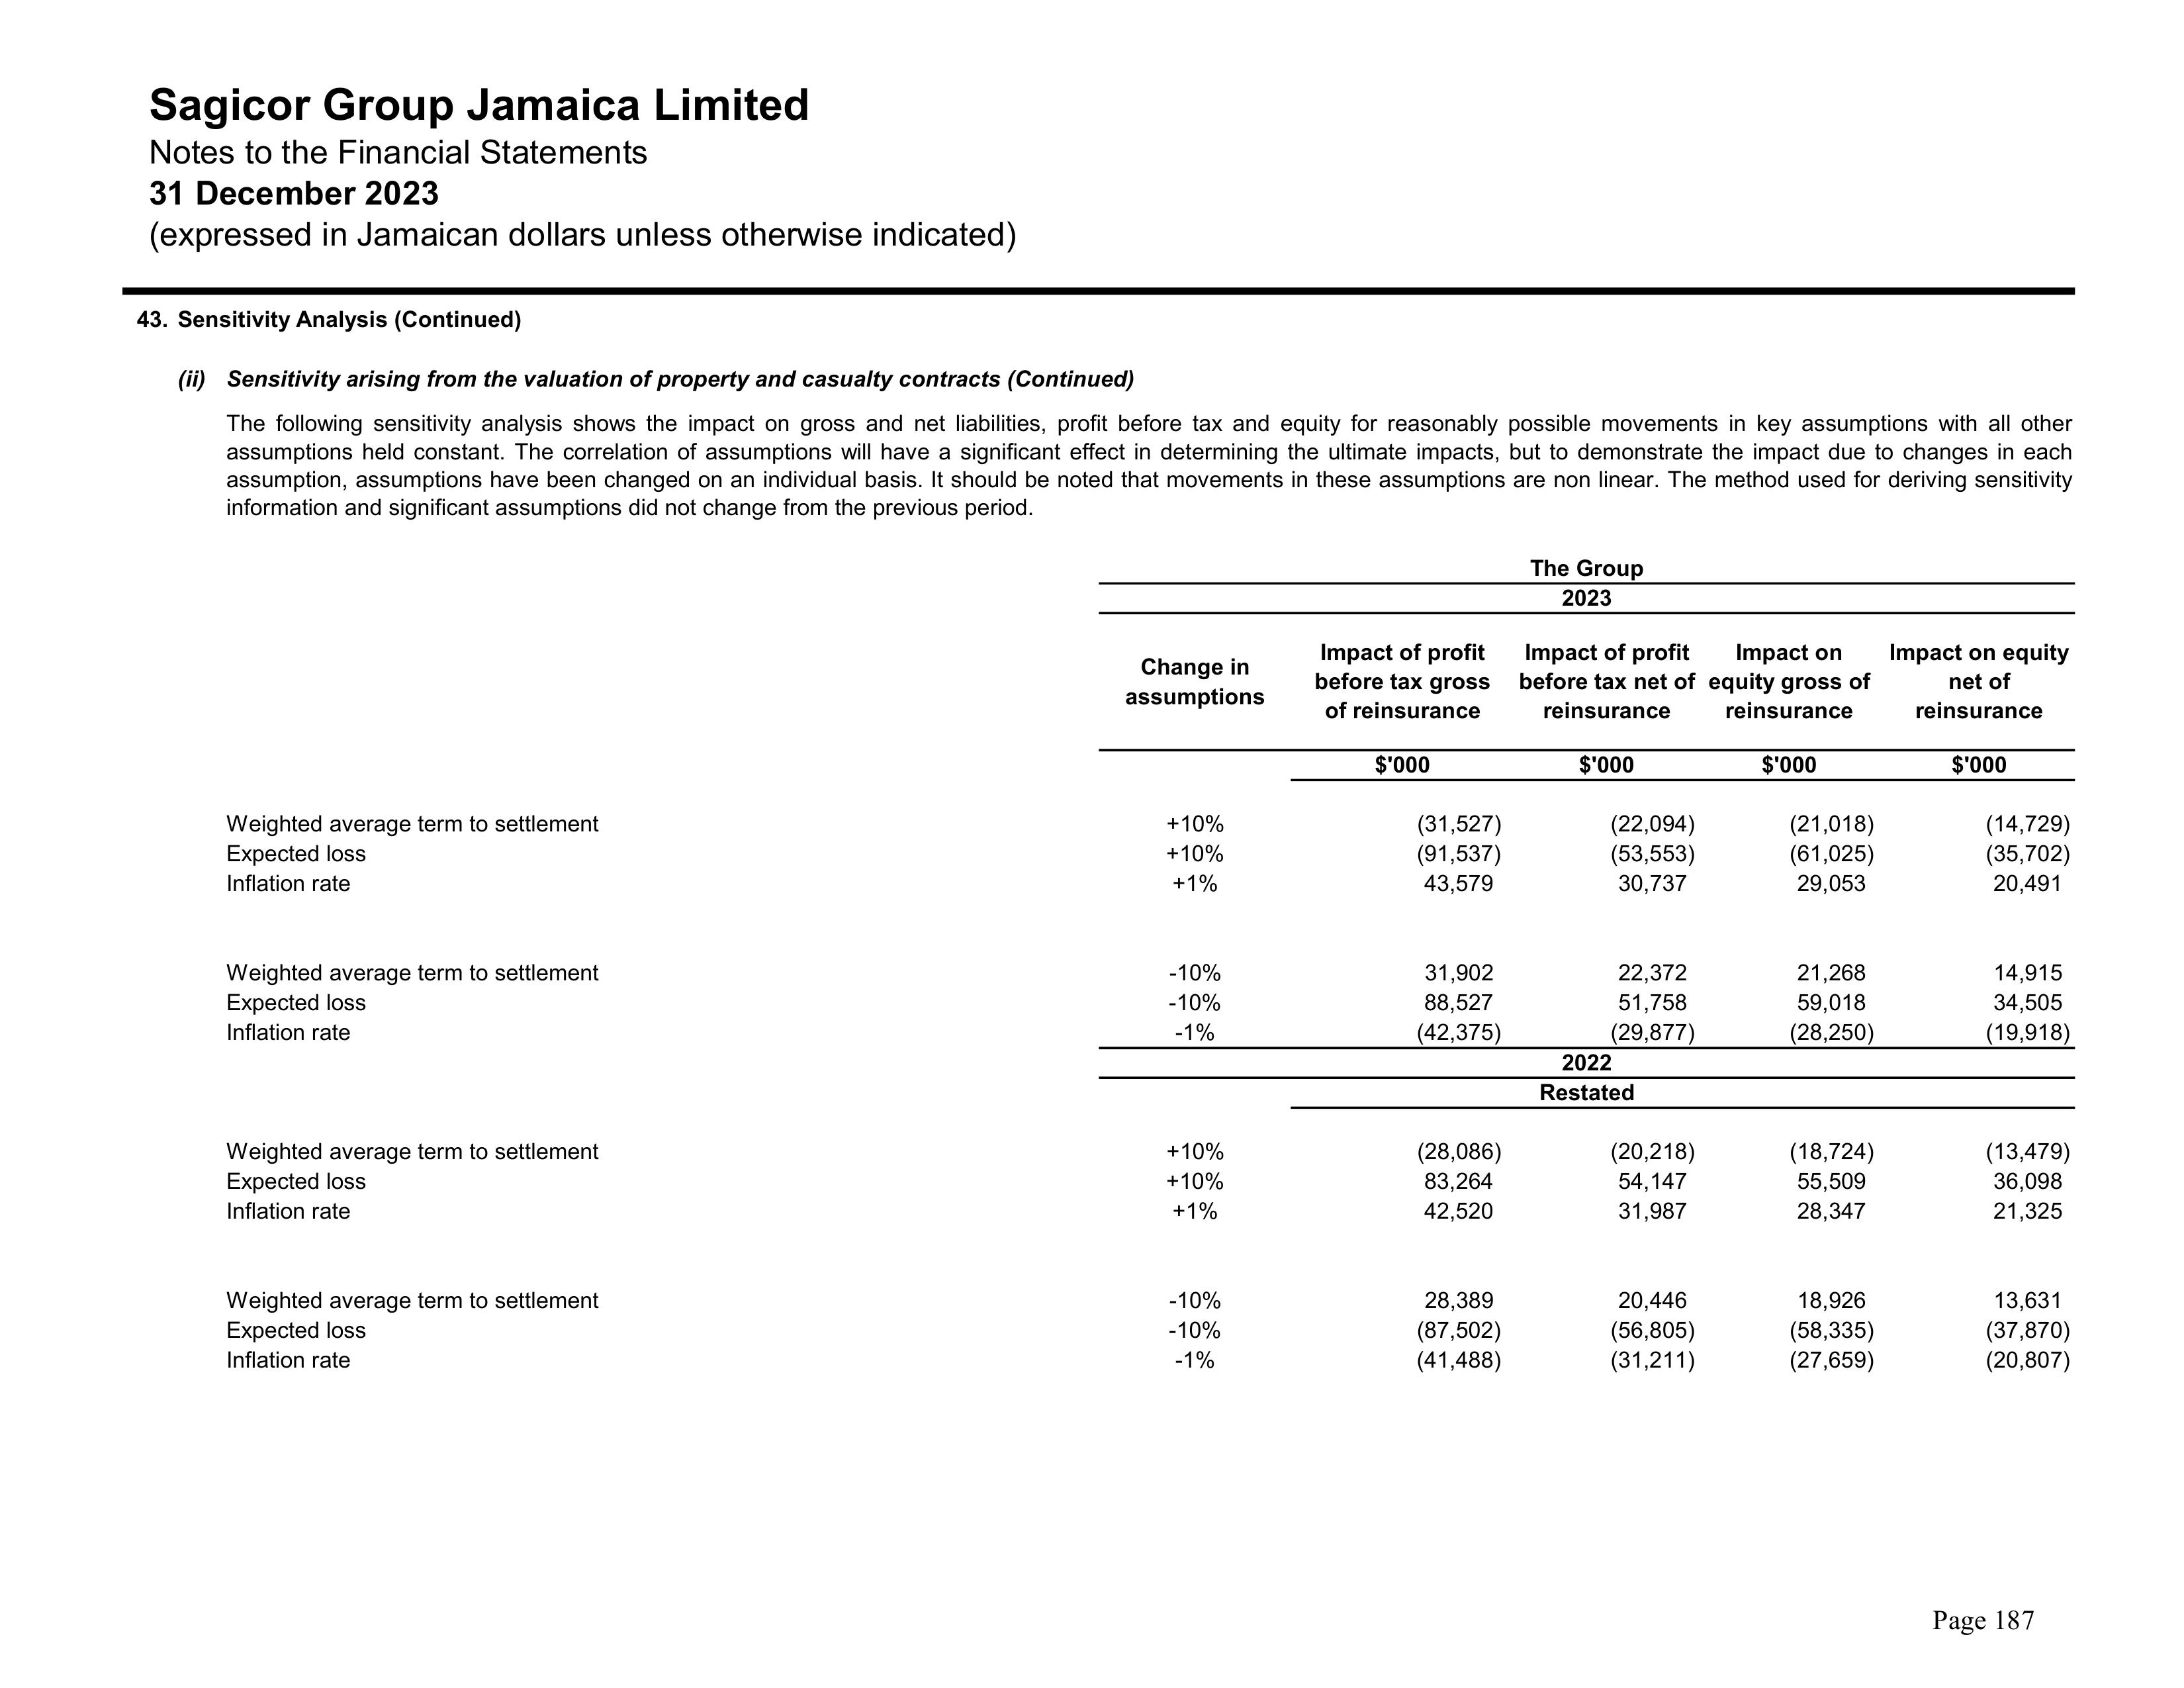 Sagicor Group Jamaica Limited
Notes to the Financial Statements
31 December 2023
(expressed in Jamaican dollars unless otherwise indicated)
43. Sensitivity Analysis (Continued)
(ii) Sensitivity arising from the valuation of property and casualty contracts (Continued)
The following sensitivity analysis shows the impact on gross and net liabilities, profit before tax and equity for reasonably possible movements in key assumptions with all other
assumptions held constant. The correlation of assumptions will have a significant effect in determining the ultimate impacts, but to demonstrate the impact due to changes in each
assumption, assumptions have been changed on an individual basis. It should be noted that movements in these assumptions are non linear. The method used for deriving sensitivity
information and significant assumptions did not change from the previous period.
The Group
2023
Change in assumptions
Impact of profit before tax gross of reinsurance
Impact of profit before tax net of reinsurance
Impact on equity gross of reinsurance
Impact on equity net of reinsurance
$'000 $'000 $'000 $'000
Weighted average term to settlement +10% (31,527) (22,094) (21,018) (14,729)
Expected loss +10% (91,537) (53,553) (61,025) (35,702)
Inflation rate +1% 43,579 30,737 29,053 20,491
Weighted average term to settlement -10% 31,902 22,372 21,268 14,915
Expected loss -10% 88,527 51,758 59,018 34,505
Inflation rate -1% (42,375) (29,877) (28,250) (19,918)
2022
Restated
Weighted average term to settlement +10% (28,086) (20,218) (18,724) (13,479)
Expected loss +10% 83,264 54,147 55,509 36,098
Inflation rate +1% 42,520 31,987 28,347 21,325
Weighted average term to settlement -10% 28,389 20,446 18,926 13,631
Expected loss -10% (87,502) (56,805) (58,335) (37,870)
Inflation rate -1% (41,488) (31,211) (27,659) (20,807)
Page 187